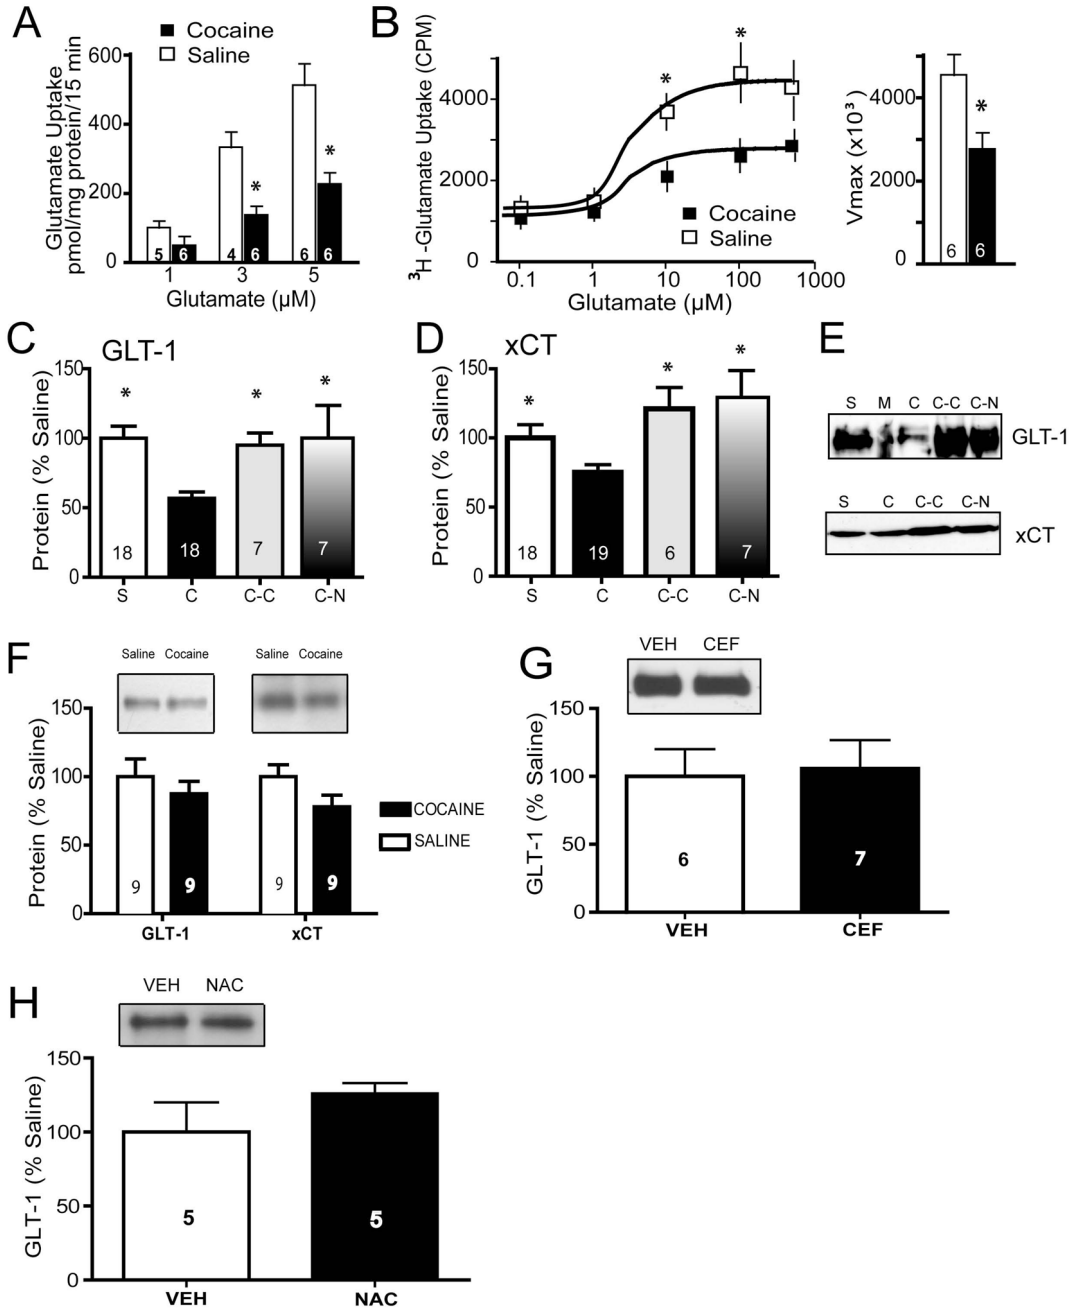 A
Cocaine
Saline
Glutamate Uptake
pmol/mg protein/15 min
600
400
200
0
5 6 4 6 6 6
1 3 5
Glutamate (µM)
*
*
B
³H -Glutamate Uptake (CPM)
4000
2000
0
*
*
Cocaine
Saline
0.1 1 10 100 1000
Glutamate (µM)
Vmax (x10³)
4000
2000
0
*
6 6
C
GLT-1
Protein (% Saline)
150
100
50
0
* * *
18 18 7 7
S C C-C C-N
D
xCT
Protein (% Saline)
150
100
50
0
* * *
18 19 6 7
S C C-C C-N
E
S M C C-C C-N
GLT-1
S C C-C C-N
xCT
F
Saline Cocaine
Saline Cocaine
Protein (% Saline)
150
100
50
0
9 9 9 9
GLT-1 xCT
COCAINE
SALINE
G
VEH CEF
GLT-1 (% Saline)
150
100
50
0
6 7
VEH CEF
H
VEH NAC
GLT-1 (% Saline)
150
100
50
0
5 5
VEH NAC